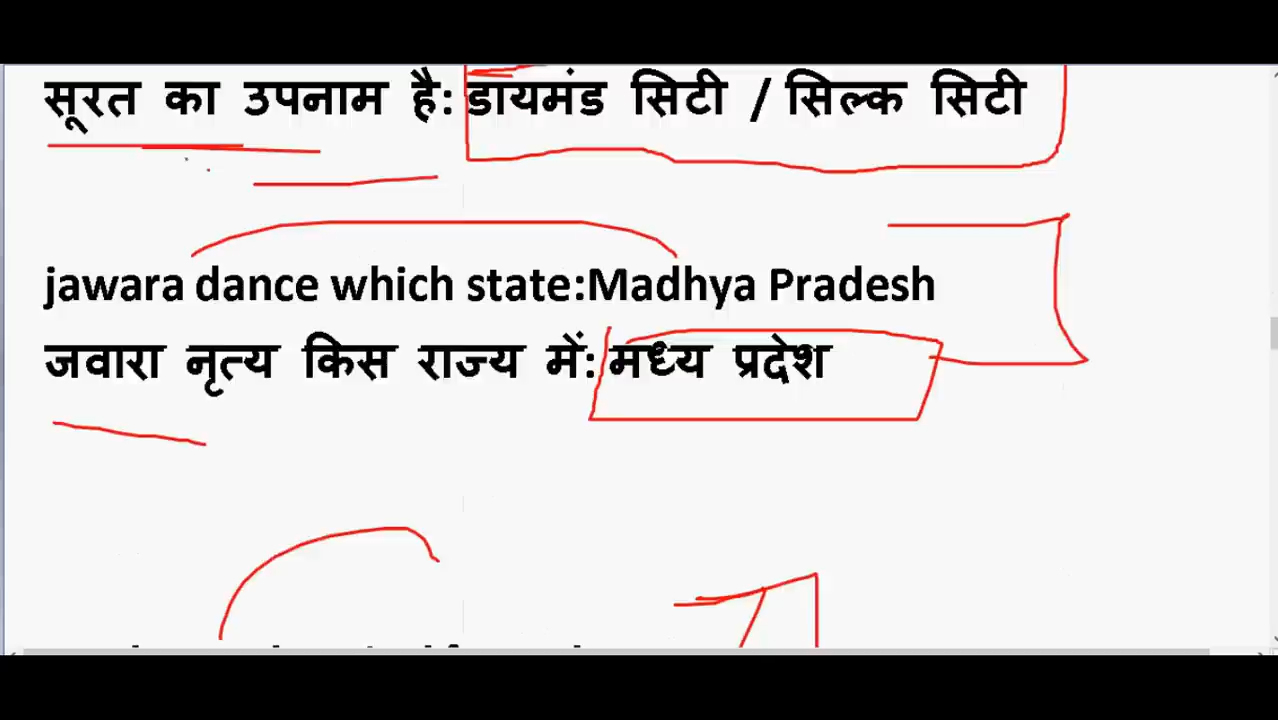 सूरत का उपनाम है: डायमंड सिटी / सिल्क सिटी
jawara dance which state:Madhya Pradesh
जवारा नृत्य किस राज्य में: मध्य प्रदेश